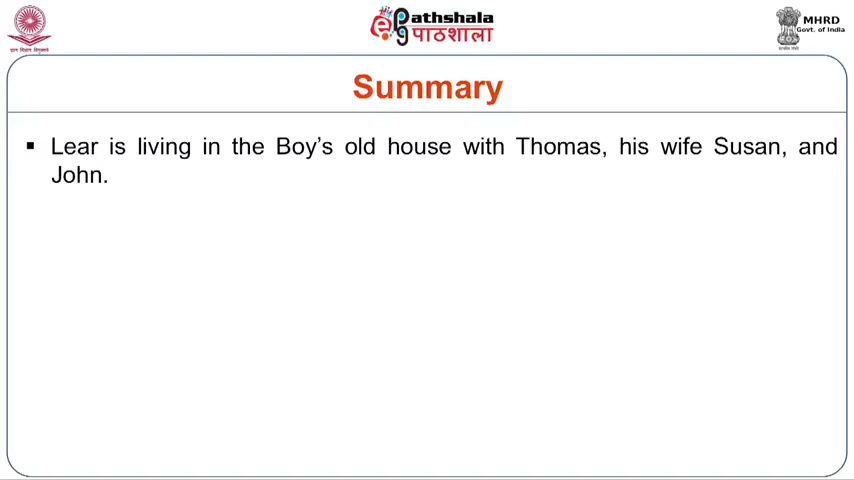 ePGpathshala
पाठशाला
MHRD
Govt. of India
Summary
▪ Lear is living in the Boy's old house with Thomas, his wife Susan, and
John.